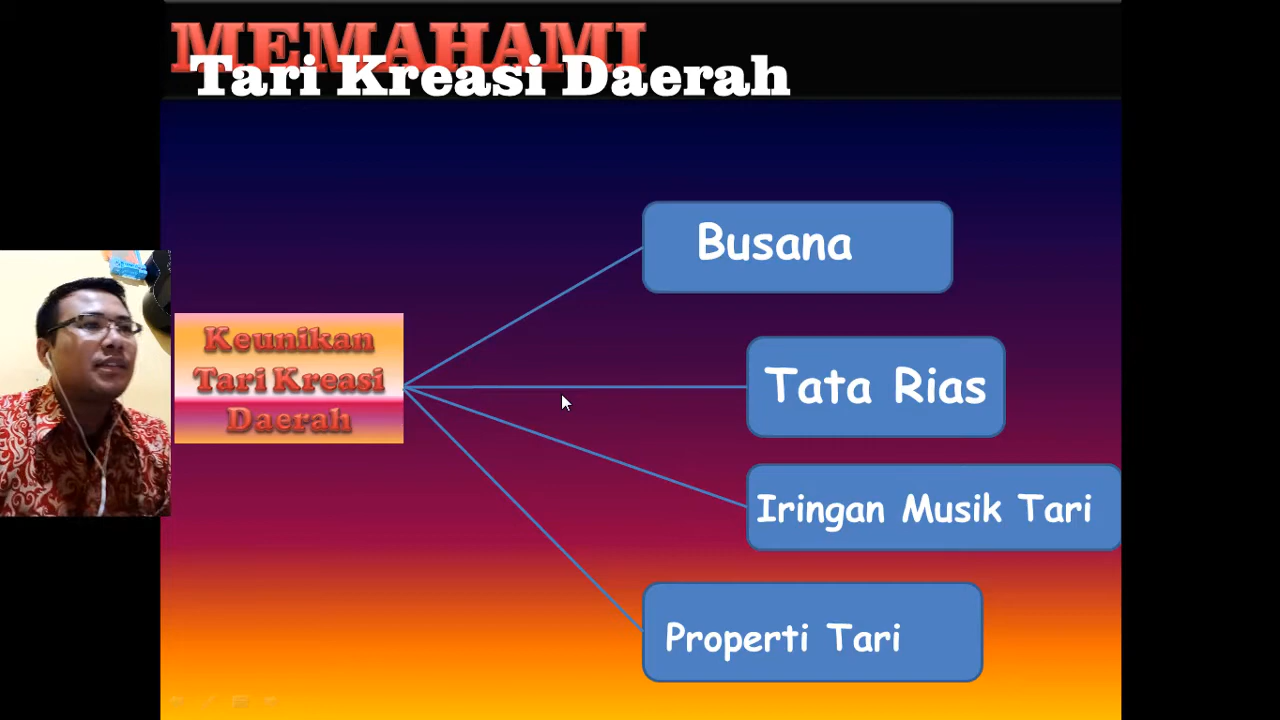 MEMAHAMI
Tari Kreasi Daerah
Keunikan
Tari Kreasi
Daerah
Busana
Tata Rias
Iringan Musik Tari
Properti Tari